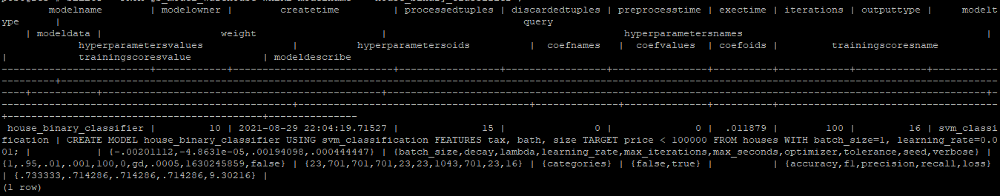 modelname | modelowner | createtime | processedtuples | discardedtuples | preprocesstime | exectime | iterations | outputtype | modelt
ype | query
| modeldata | weight | hyperparametersnames |
hyperparametersvalues | hyperparametersoids | coefnames | coefvalues | coefoids | trainingscoresname
| trainingscoresvalue | modeldescribe
house_binary_classifier | 10 | 2021-08-29 22:04:19.71527 | 15 | 0 | 0 | .011879 | 100 | 16 | svm_classi
fication | CREATE MODEL house_binary_classifier USING svm_classification FEATURES tax, bath, size TARGET price < 100000 FROM houses WITH batch_size=1, learning_rate=0.0
01; | | {-.00201112,-4.8631e-05,.00194098,.000444447} | {batch_size,decay,lambda,learning_rate,max_iterations,max_seconds,optimizer,tolerance,seed,verbose} |
{1,.95,.01,.001,100,0,gd,.0005,1630245859,false} | {23,701,701,701,23,23,1043,701,23,16} | {categories} | {false,true} | | {accuracy,f1,precision,recall,loss}
| {.733333,.714286,.714286,.714286,9.30216} |
(1 row)